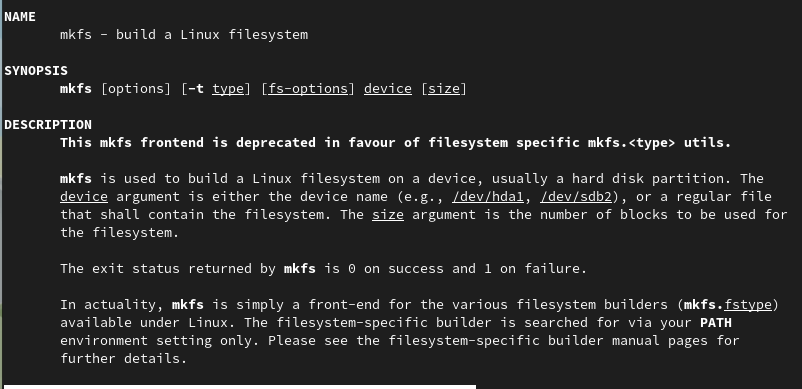 NAME
mkfs - build a Linux filesystem
SYNOPSIS
mkfs [options] [-t type] [fs-options] device [size]
DESCRIPTION
This mkfs frontend is deprecated in favour of filesystem specific mkfs.<type> utils.
mkfs is used to build a Linux filesystem on a device, usually a hard disk partition. The
device argument is either the device name (e.g., /dev/hda1, /dev/sdb2), or a regular file
that shall contain the filesystem. The size argument is the number of blocks to be used for
the filesystem.
The exit status returned by mkfs is 0 on success and 1 on failure.
In actuality, mkfs is simply a front-end for the various filesystem builders (mkfs.fstype)
available under Linux. The filesystem-specific builder is searched for via your PATH
environment setting only. Please see the filesystem-specific builder manual pages for
further details.